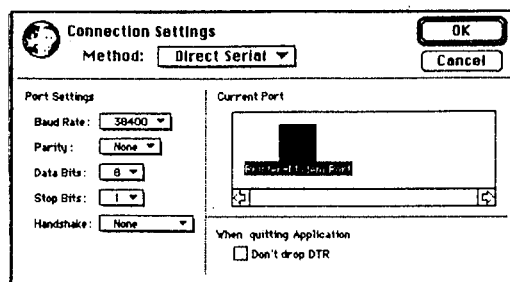 Connection Settings
Method: Direct Serial
OK
Cancel
Port Settings
Baud Rate: 38400
Parity: None
Data Bits: 8
Stop Bits: 1
Handshake: None
Current Port
Port
When quitting Application
Don't drop DTR